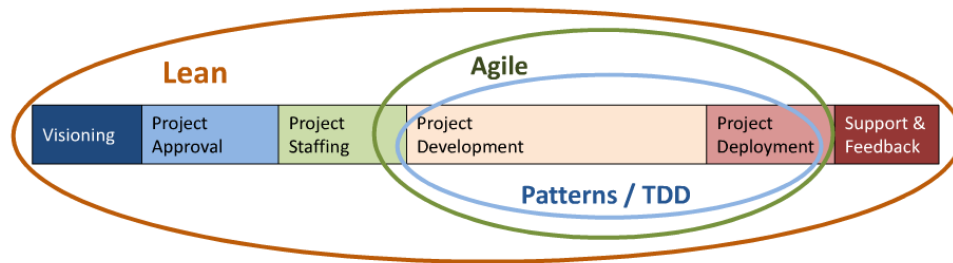 Lean
Agile
Visioning
Project
Approval
Project
Staffing
Project
Development
Project
Deployment
Support &
Feedback
Patterns / TDD